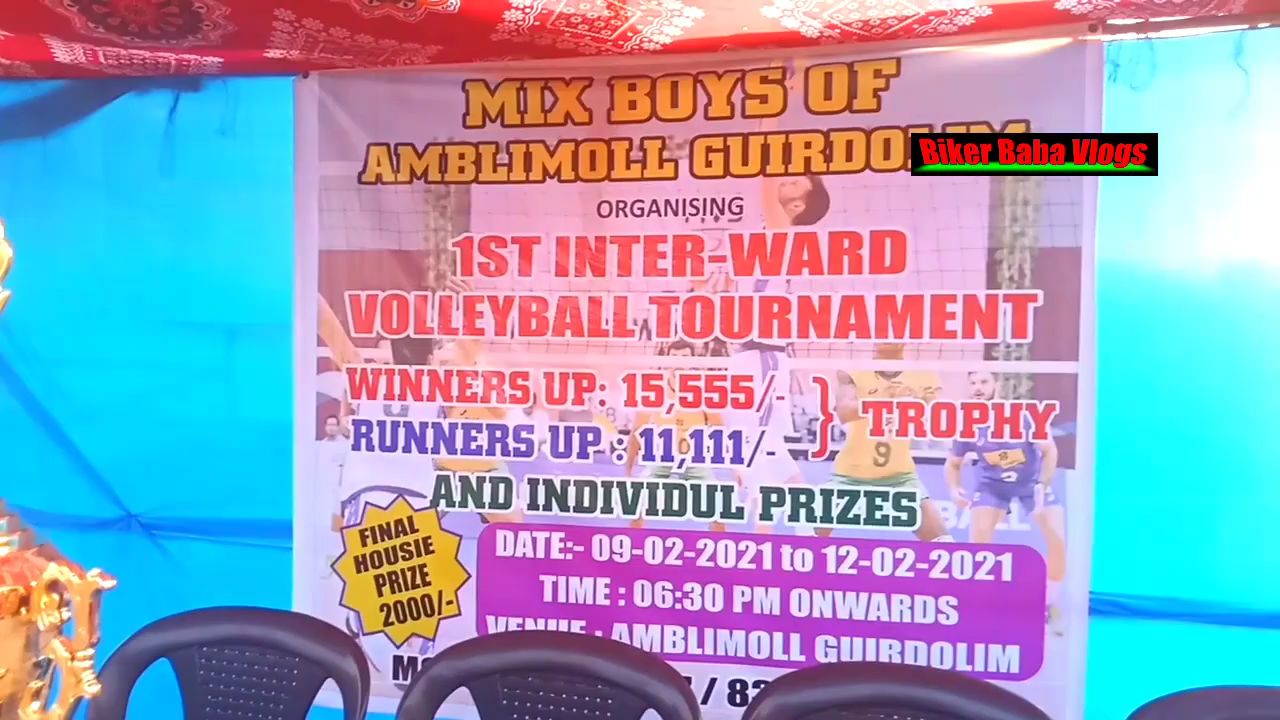 MIX BOYS OF
AMBLIMOLL GUIRDOLIM
Biker Baba Vlogs
ORGANISING
1ST INTER-WARD
VOLLEYBALL TOURNAMENT
WINNERS UP: 15,555/-
RUNNERS UP : 11,111/-
} TROPHY
AND INDIVIDUL PRIZES
FINAL
HOUSIE
PRIZE
2000/-
DATE:- 09-02-2021 to 12-02-2021
TIME : 06:30 PM ONWARDS
VENUE : AMBLIMOLL GUIRDOLIM
/ 83